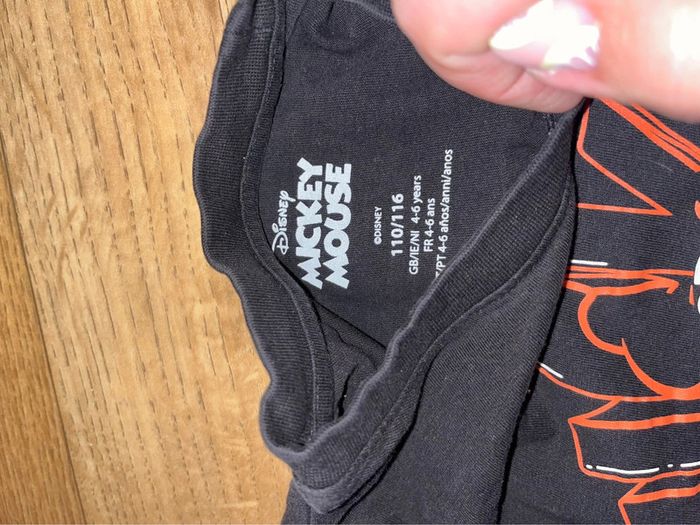 Disney
MICKEY
MOUSE
©DISNEY
110/116
GB/IE/NI 4-6 years
FR 4-6 ans
/PT 4-6 años/anni/anos